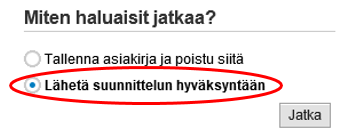 Miten haluaisit jatkaa?
Tallenna asiakirja ja poistu siitä
Lähetä suunnittelun hyväksyntään
Jatka